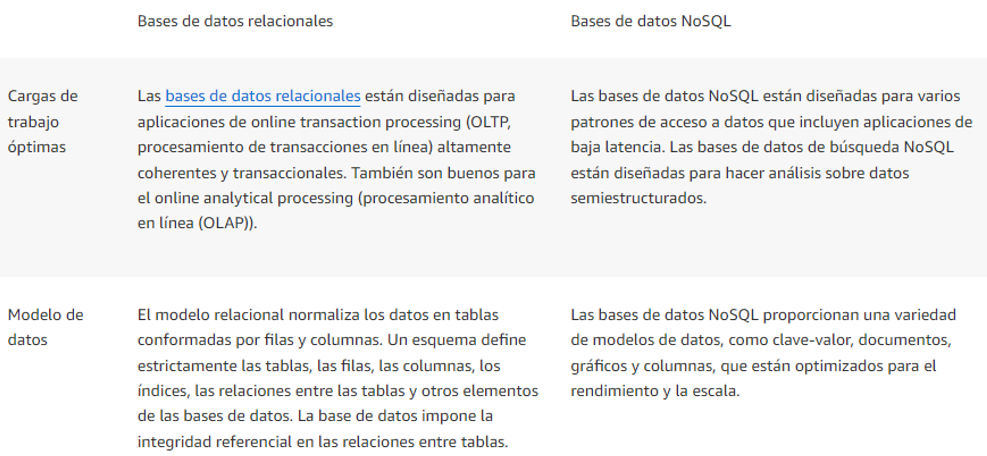 Bases de datos relacionales
Bases de datos NoSQL
Cargas de
trabajo
óptimas
Las bases de datos relacionales están diseñadas para
aplicaciones de online transaction processing (OLTP,
procesamiento de transacciones en línea) altamente
coherentes y transaccionales. También son buenos para
el online analytical processing (procesamiento analítico
en línea (OLAP)).
Las bases de datos NoSQL están diseñadas para varios
patrones de acceso a datos que incluyen aplicaciones de
baja latencia. Las bases de datos de búsqueda NoSQL
están diseñadas para hacer análisis sobre datos
semiestructurados.
Modelo de
datos
El modelo relacional normaliza los datos en tablas
conformadas por filas y columnas. Un esquema define
estrictamente las tablas, las filas, las columnas, los
índices, las relaciones entre las tablas y otros elementos
de las bases de datos. La base de datos impone la
integridad referencial en las relaciones entre tablas.
Las bases de datos NoSQL proporcionan una variedad
de modelos de datos, como clave-valor, documentos,
gráficos y columnas, que están optimizados para el
rendimiento y la escala.